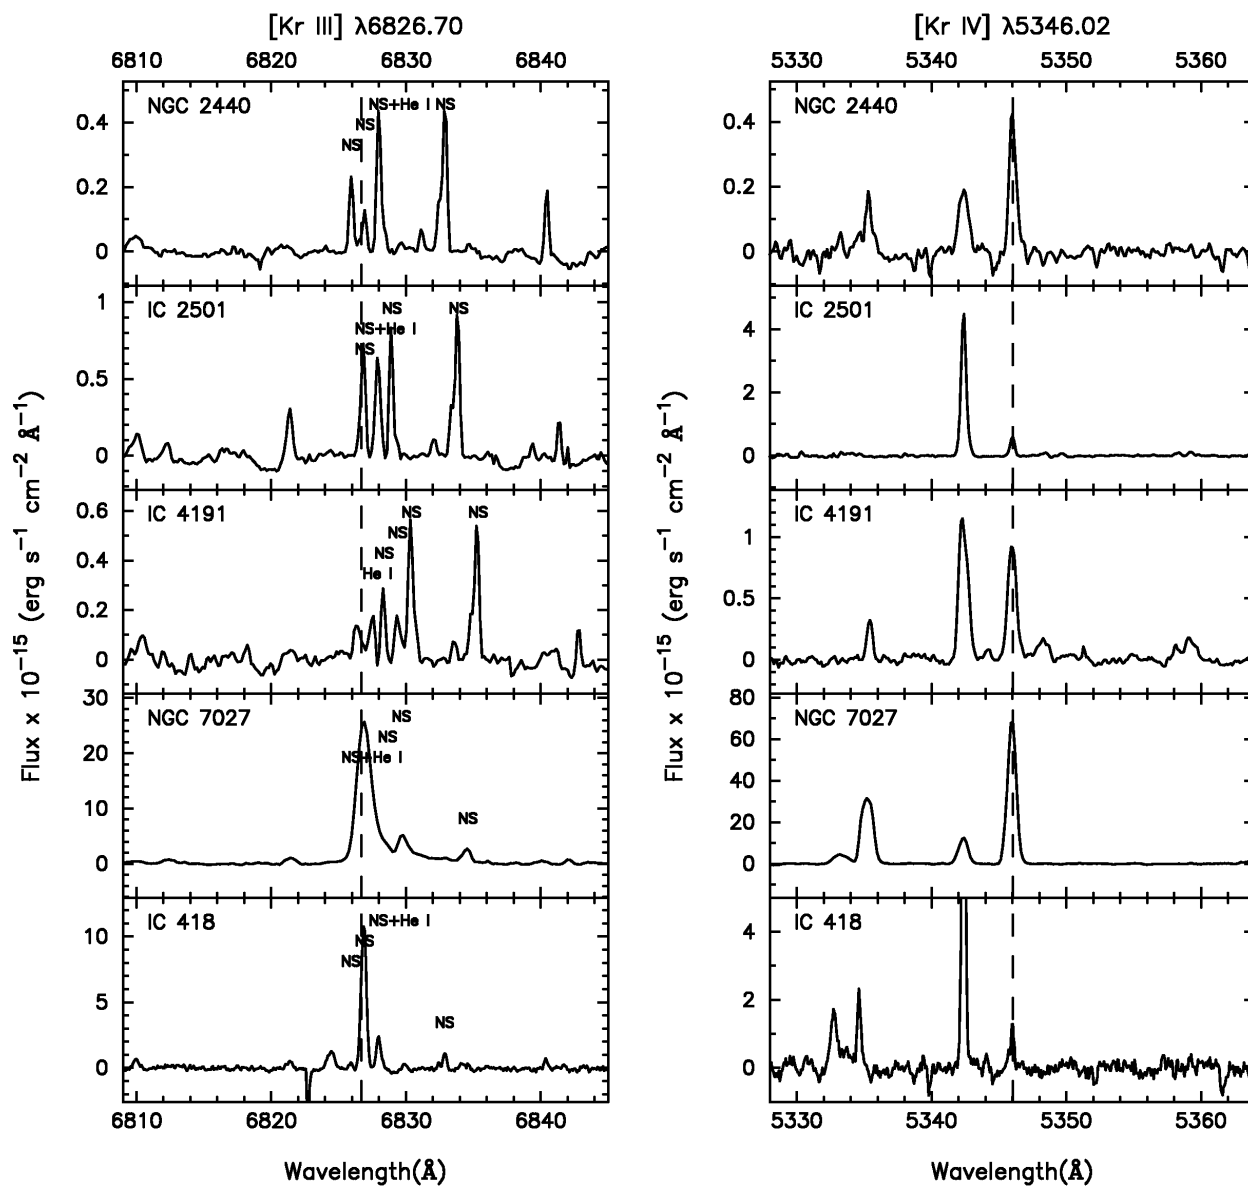 [Kr III] λ6826.70
[Kr IV] λ5346.02
6810 6820 6830 6840
5330 5340 5350 5360
NGC 2440
NS+He I NS
NS
NS
0.4
0.2
0
NGC 2440
0.4
0.2
0
IC 2501
NS
NS
NS+He I
NS
1
0.5
0
IC 2501
4
2
0
IC 4191
NS
NS
NS
NS
He I
0.6
0.4
0.2
0
IC 4191
1
0.5
0
NGC 7027
NS
NS
NS+He I
NS
30
20
10
0
NGC 7027
80
60
40
20
0
IC 418
NS+He I
NS
NS
NS
10
5
0
IC 418
4
2
0
6810 6820 6830 6840
5330 5340 5350 5360
Wavelength(Å)
Wavelength(Å)
Flux x 10−15 (erg s−1 cm−2 Å−1)
Flux x 10−15 (erg s−1 cm−2 Å−1)